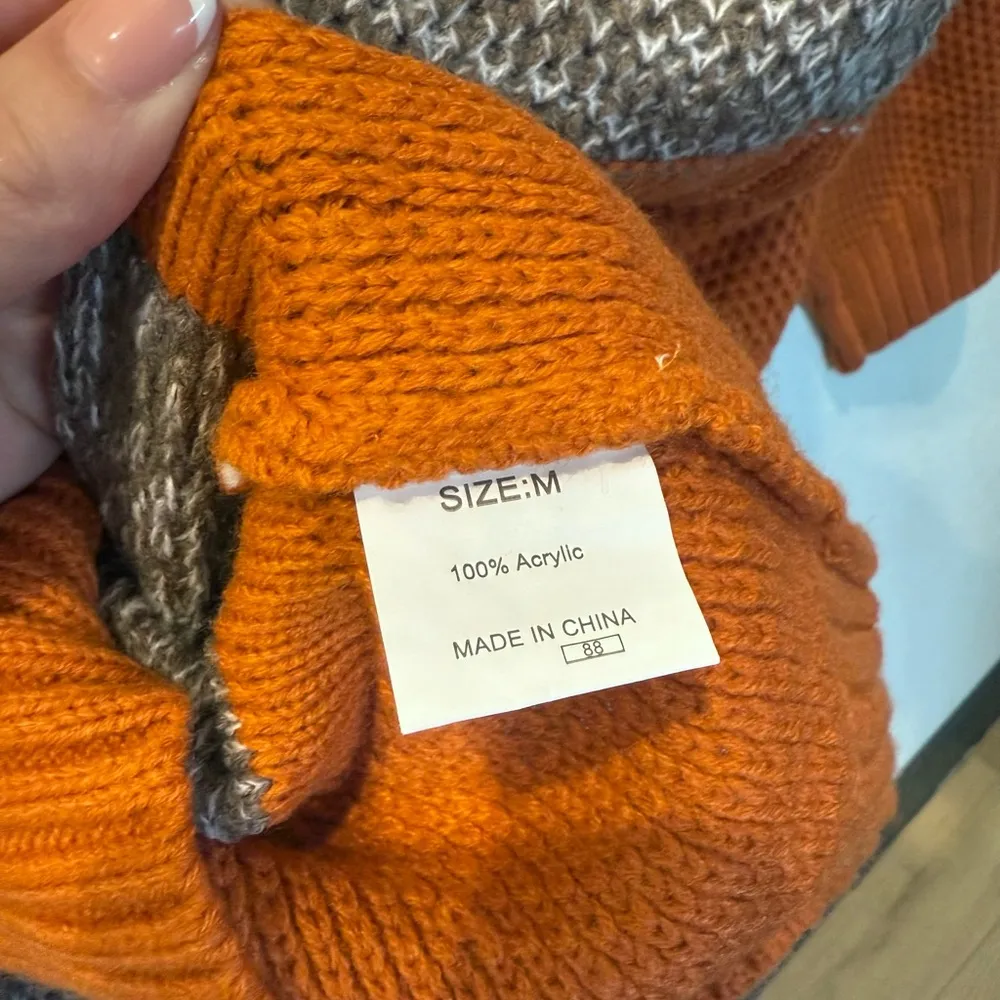 SIZE:M
100% Acrylic
MADE IN CHINA
88